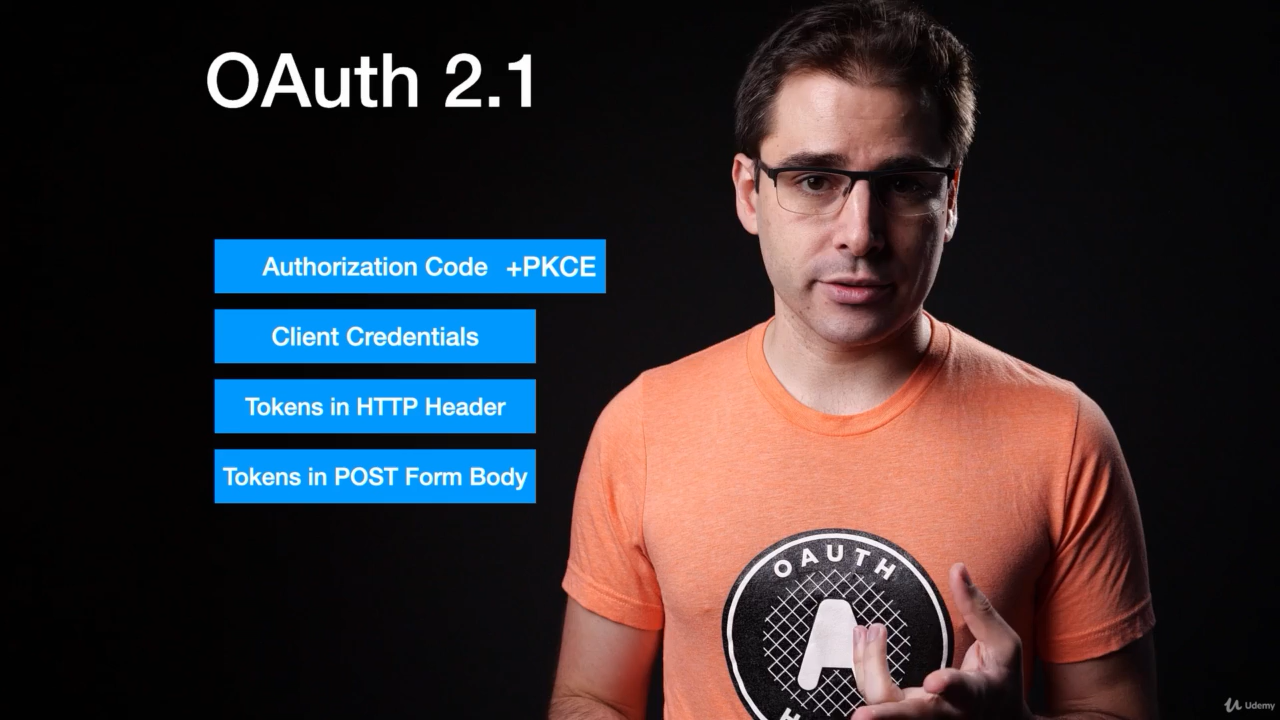 OAuth 2.1
Authorization Code +PKCE
Client Credentials
Tokens in HTTP Header
Tokens in POST Form Body
OAUTH
A
Udemy